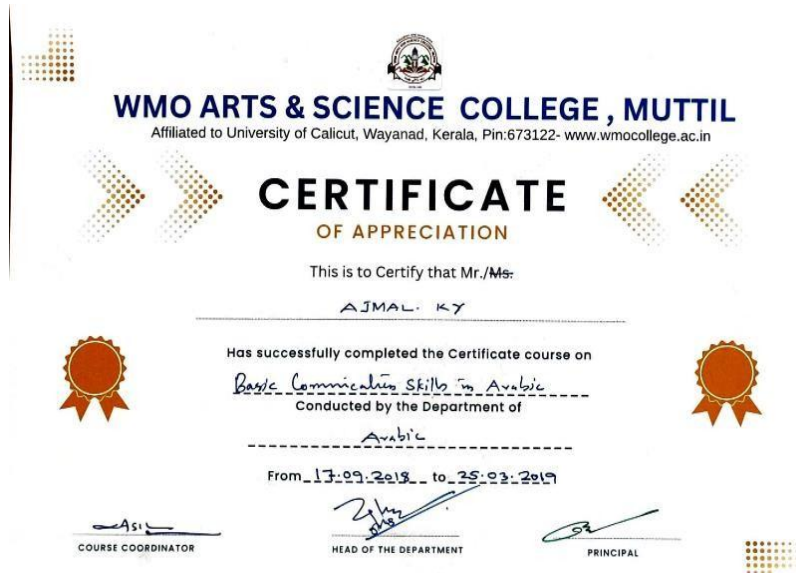 WMO ARTS & SCIENCE COLLEGE , MUTTIL
Affiliated to University of Calicut, Wayanad, Kerala, Pin:673122- www.wmocollege.ac.in
CERTIFICATE
OF APPRECIATION
This is to Certify that Mr./Ms.
AJMAL. KY
Has successfully completed the Certificate course on
Basic Commication Skills in Arabic
Conducted by the Department of
Arabic
From 17.09.2018 to 25.03.2019
COURSE COORDINATOR
HEAD OF THE DEPARTMENT
PRINCIPAL